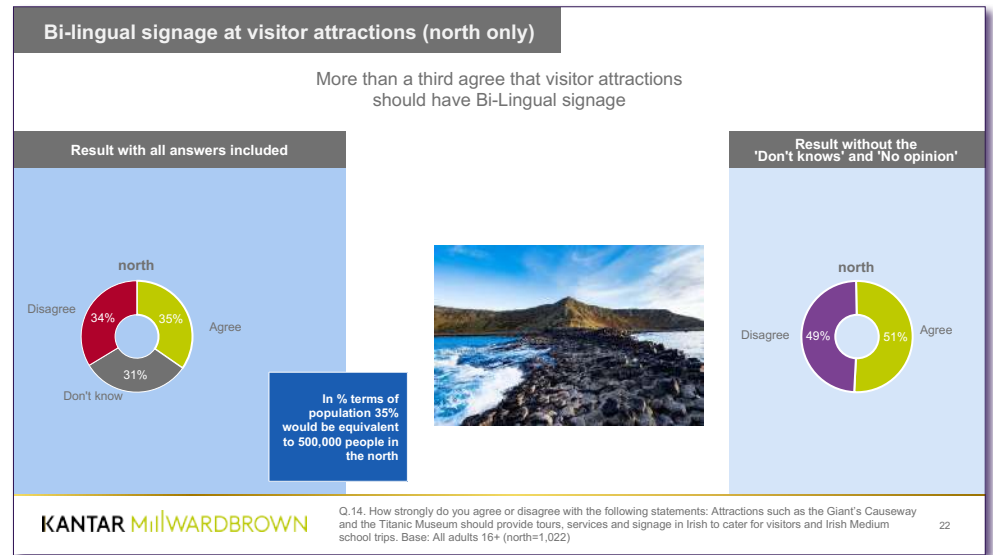 Bi-lingual signage at visitor attractions (north only)
More than a third agree that visitor attractions
should have Bi-Lingual signage
Result with all answers included
north
Disagree
34%
35%
Agree
31%
Don't know
In % terms of
population 35%
would be equivalent
to 500,000 people in
the north
Result without the
'Don't knows' and 'No opinion'
north
Disagree
49%
51%
Agree
KANTAR MillWARDBROWN
Q.14. How strongly do you agree or disagree with the following statements: Attractions such as the Giant's Causeway
and the Titanic Museum should provide tours, services and signage in Irish to cater for visitors and Irish Medium
school trips. Base: All adults 16+ (north=1,022)
22